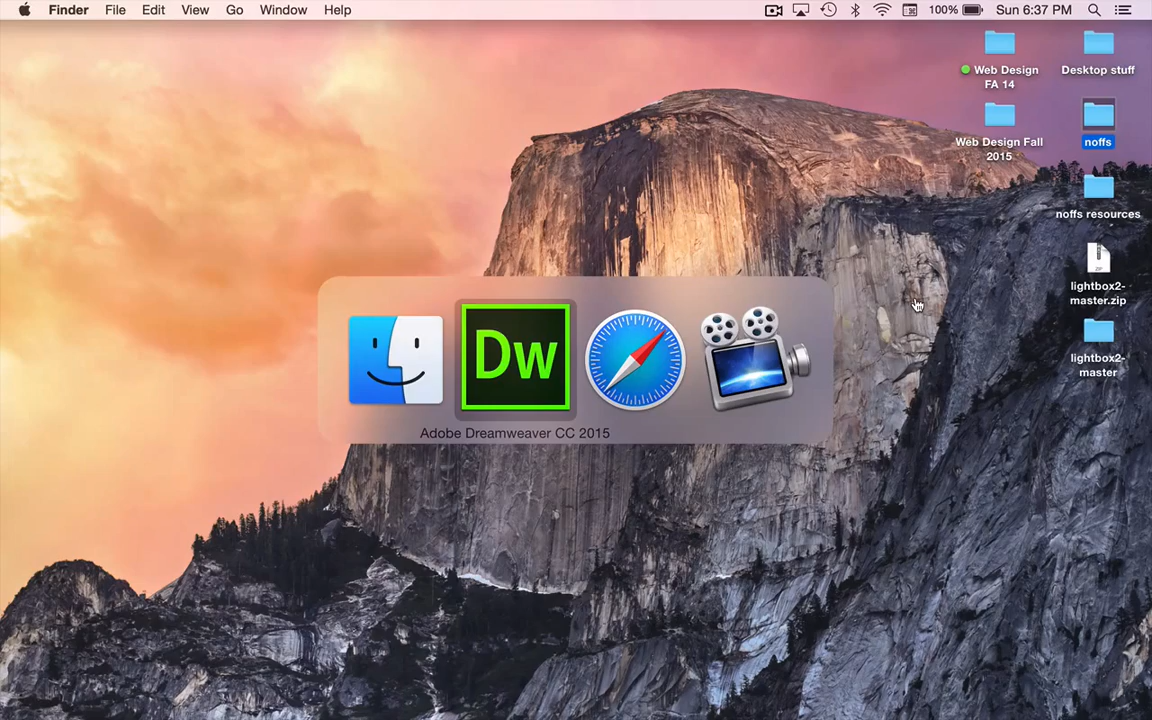 Finder File Edit View Go Window Help 100% Sun 6:37 PM
Web Design
FA 14
Desktop stuff
Web Design Fall
2015
noffs
noffs resources
ZIP
lightbox2-
master.zip
lightbox2-
master
Dw
Adobe Dreamweaver CC 2015